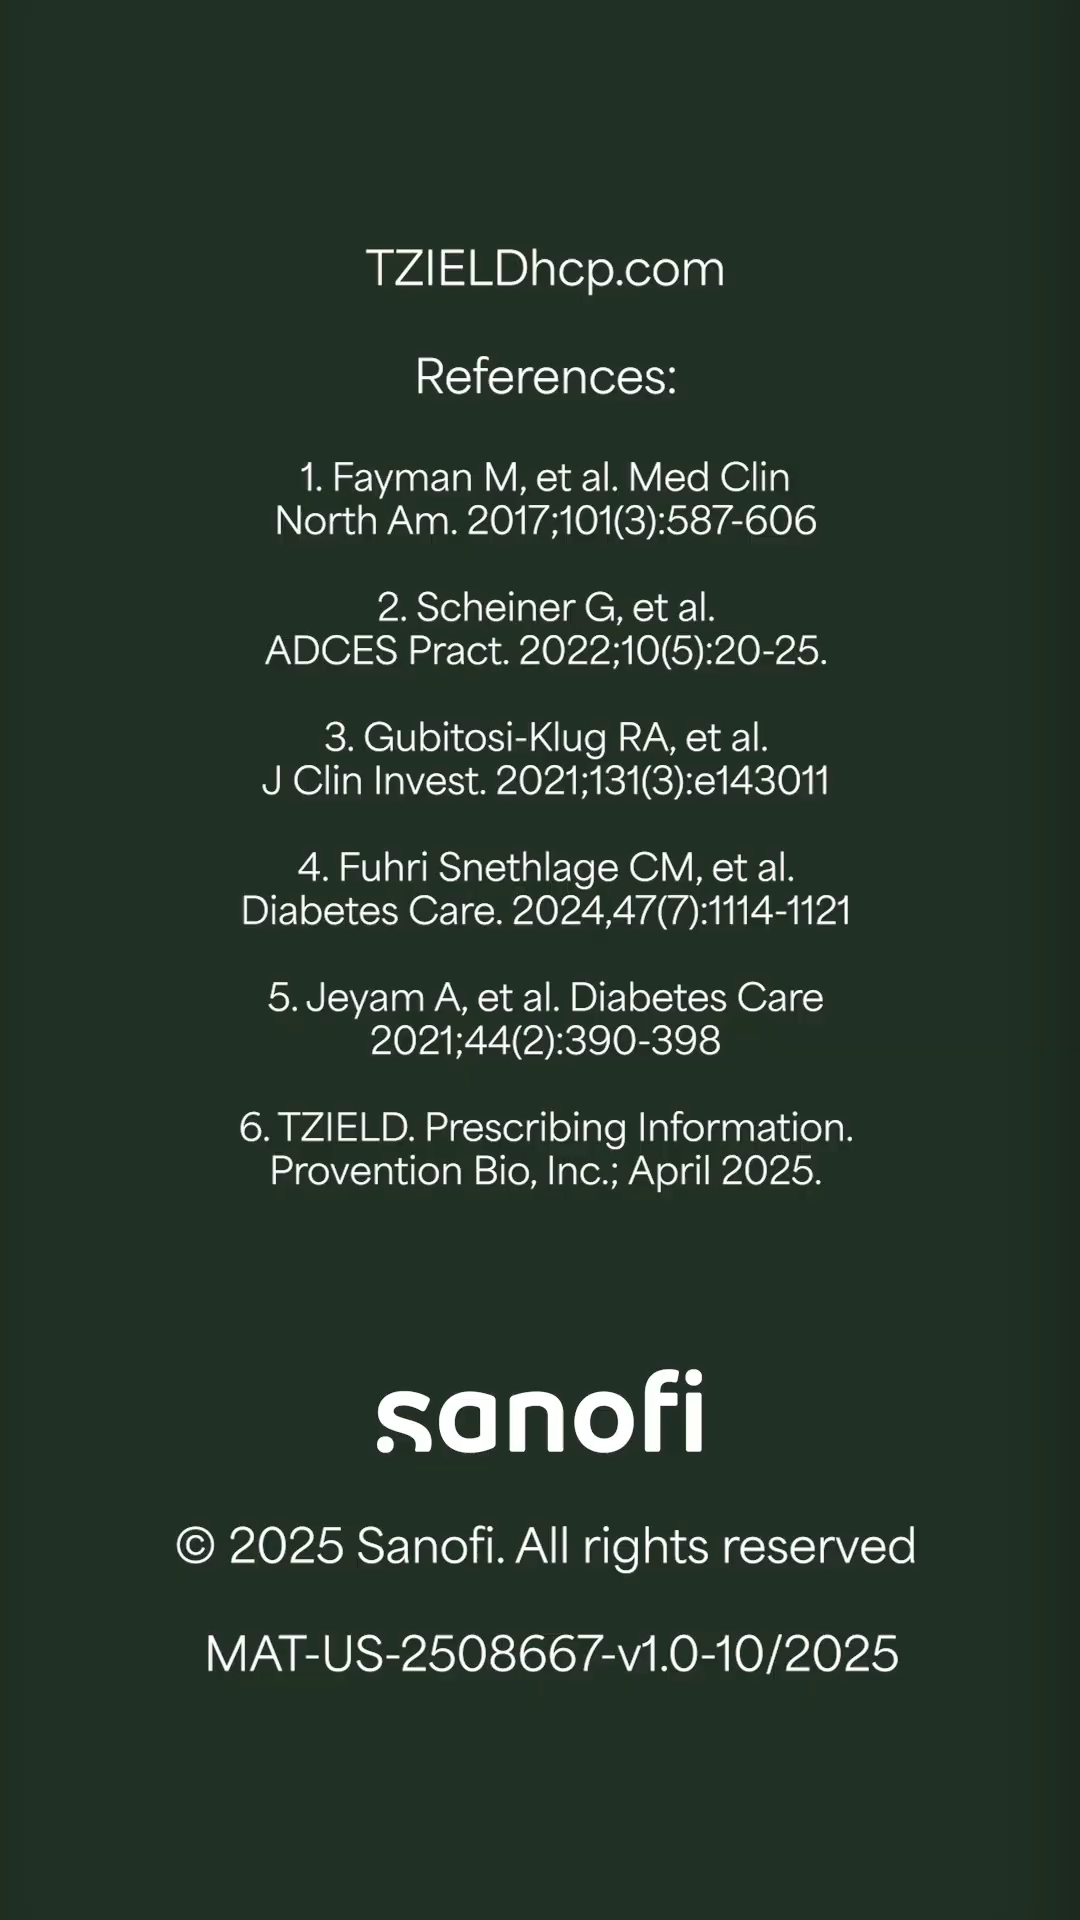 TZIELDhcp.com
References:
1. Fayman M, et al. Med Clin
North Am. 2017;101(3):587-606
2. Scheiner G, et al.
ADCES Pract. 2022;10(5):20-25.
3. Gubitosi-Klug RA, et al.
J Clin Invest. 2021;131(3):e143011
4. Fuhri Snethlage CM, et al.
Diabetes Care. 2024,47(7):1114-1121
5. Jeyam A, et al. Diabetes Care
2021;44(2):390-398
6. TZIELD. Prescribing Information.
Provention Bio, Inc.; April 2025.
sanofi
© 2025 Sanofi. All rights reserved
MAT-US-2508667-v1.0-10/2025